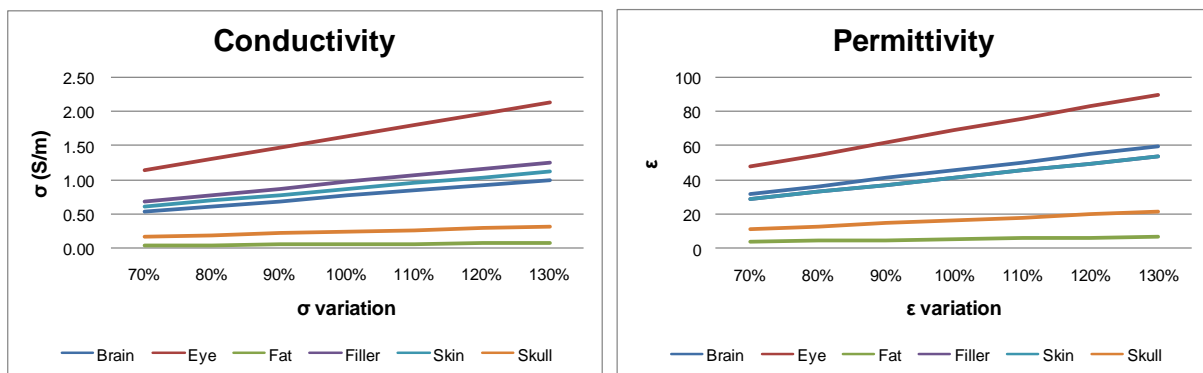 Conductivity
2.50
2.00
1.50
1.00
0.50
0.00
σ (S/m)
70% 80% 90% 100% 110% 120% 130%
σ variation
Brain Eye Fat Filler Skin Skull
Permittivity
100
80
60
40
20
0
ε
70% 80% 90% 100% 110% 120% 130%
ε variation
Brain Eye Fat Filler Skin Skull